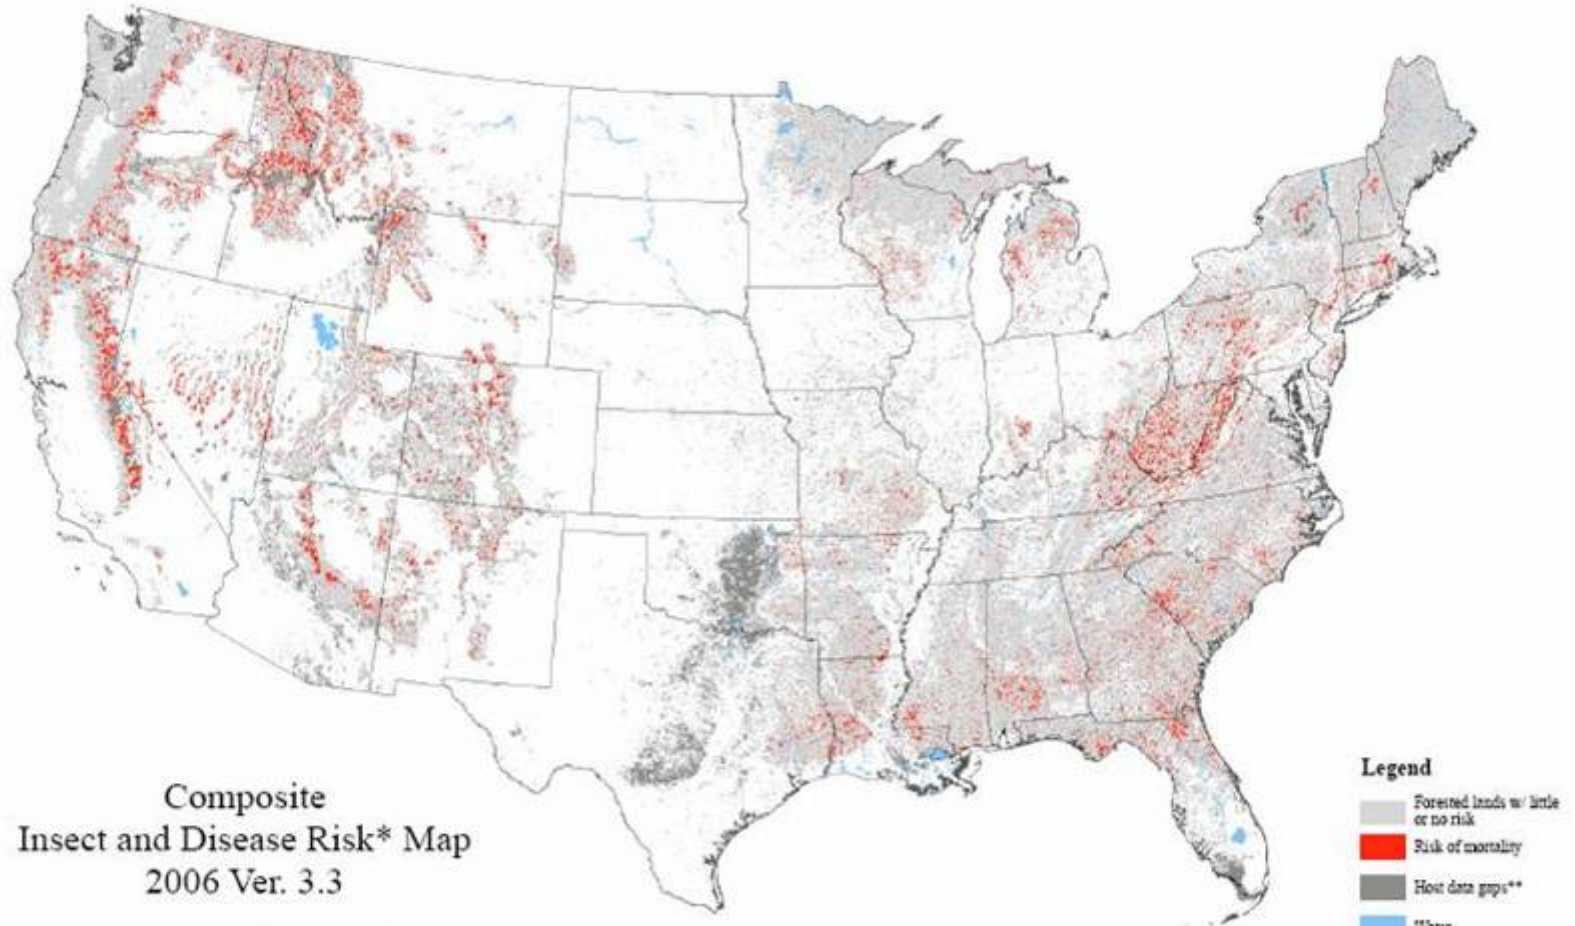 Composite
Insect and Disease Risk* Map
2006 Ver. 3.3
Legend
Forested lands w/ little
or no risk
Risk of mortality
Host data gaps**
Water